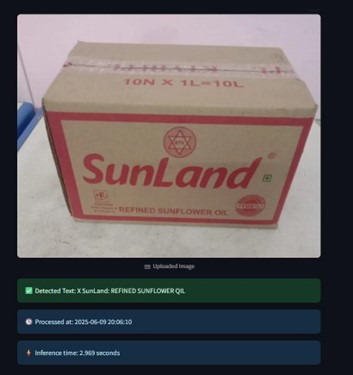 10N X 1L=10L
SunLand
REFINED SUNFLOWER OIL
Uploaded Image
Detected Text: X SunLand: REFINED SUNFLOWER QIL
Processed at: 2025-06-09 20:06:10
Inference time: 2.969 seconds